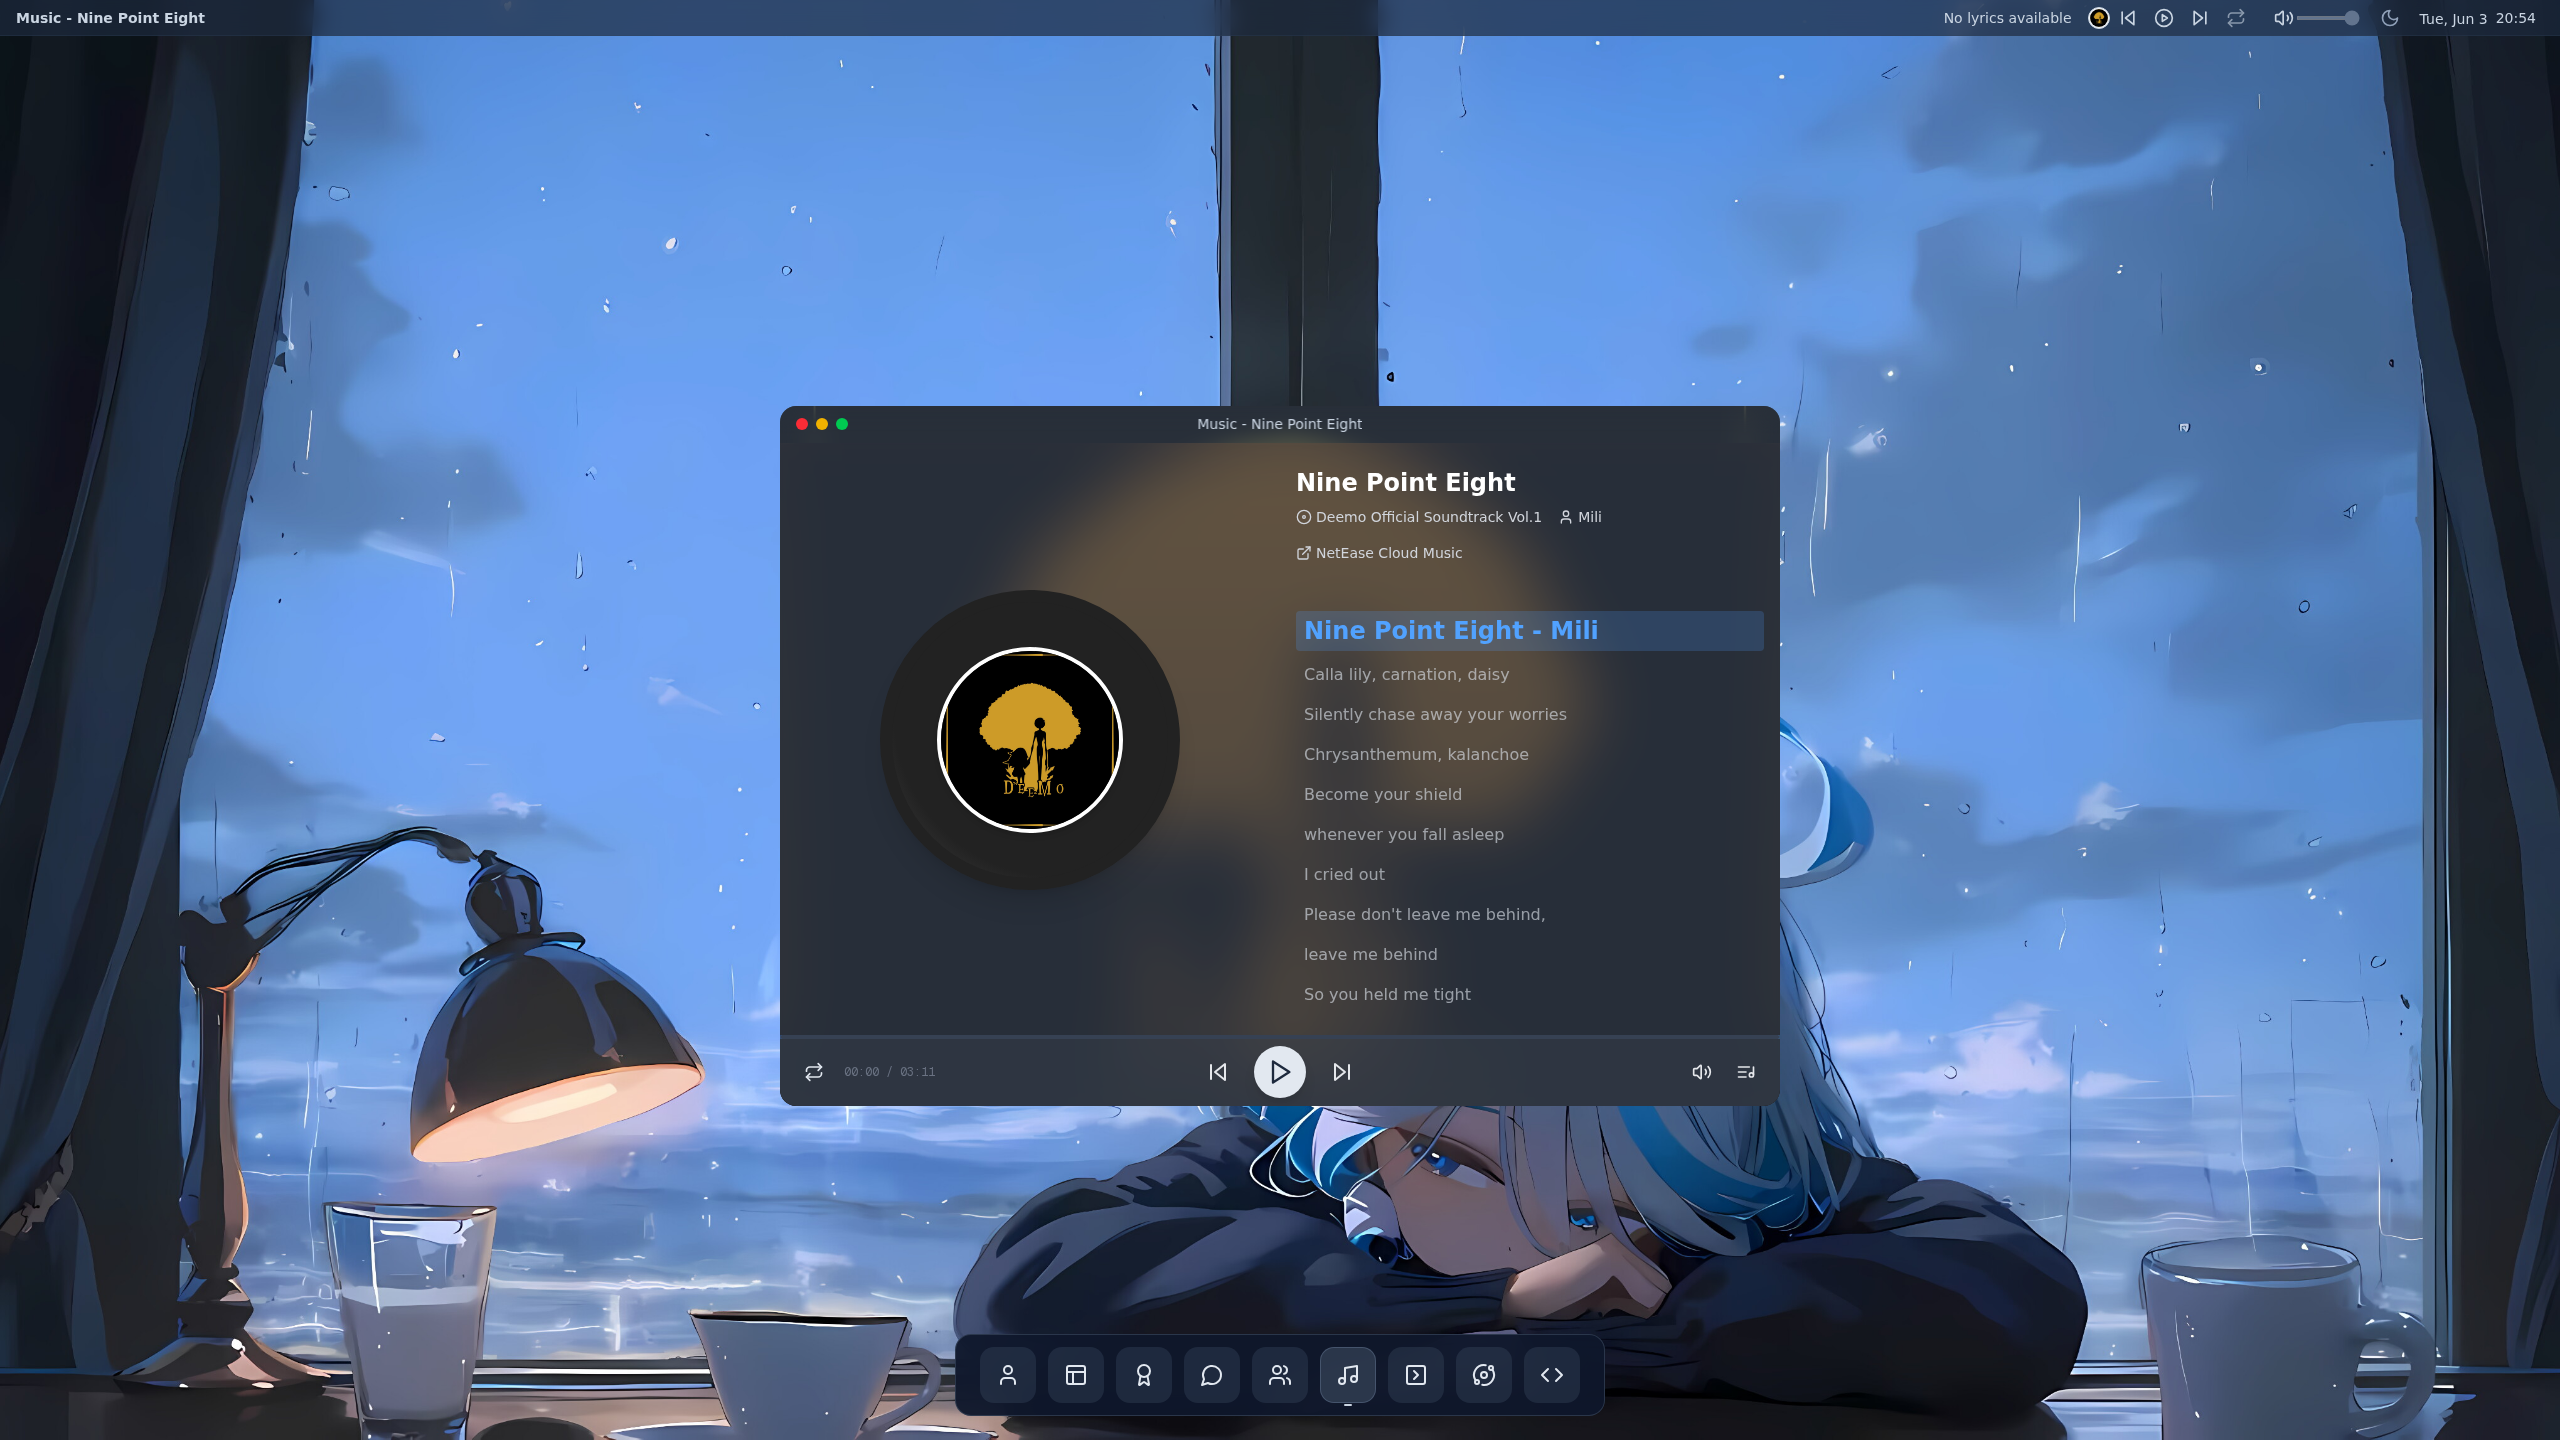 Music - Nine Point Eight
No lyrics available
Tue, Jun 3 20:54
Music - Nine Point Eight
Nine Point Eight
Deemo Official Soundtrack Vol.1 Mili
NetEase Cloud Music
Nine Point Eight - Mili
Calla lily, carnation, daisy
Silently chase away your worries
Chrysanthemum, kalanchoe
Become your shield
whenever you fall asleep
I cried out
Please don't leave me behind,
leave me behind
So you held me tight
DEEMO
00:00 / 03:11